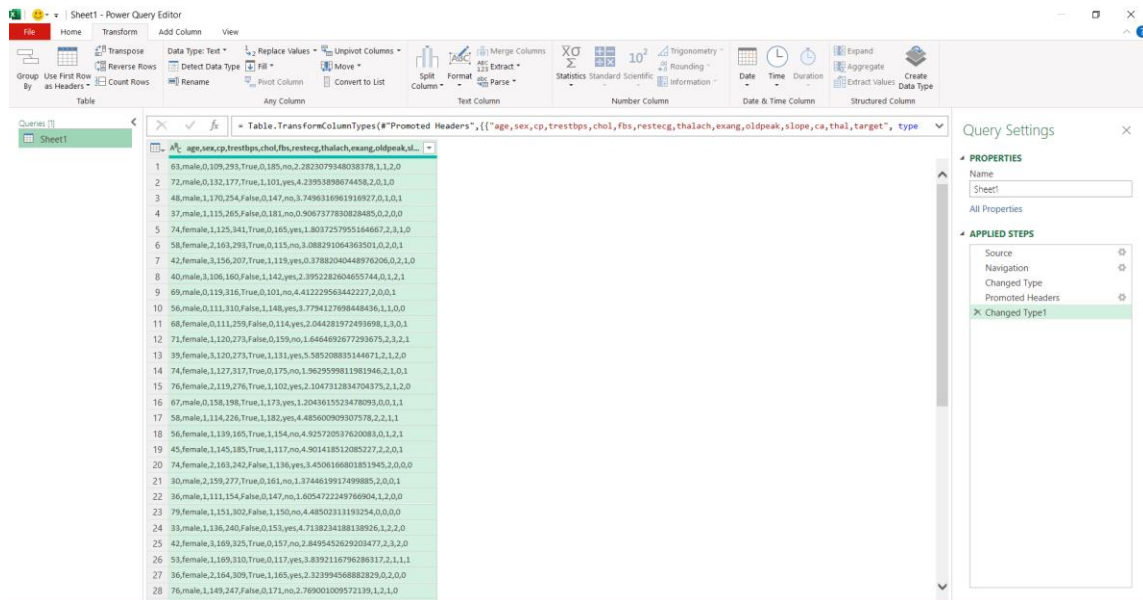 Sheet1 - Power Query Editor
File Home Transform Add Column View
Group By
Use First Row as Headers
Transpose
Reverse Rows
Count Rows
Table
Data Type: Text
Detect Data Type
Rename
Replace Values
Fill
Pivot Column
Unpivot Columns
Move
Convert to List
Any Column
Split Column
Format
Merge Columns
Extract
Parse
Text Column
Statistics
Standard
Scientific
Trigonometry
Rounding
Information
Number Column
Date
Time
Duration
Date & Time Column
Expand
Aggregate
Extract Values
Create Data Type
Structured Column
Queries [1]
Sheet1
= Table.TransformColumnTypes(#"Promoted Headers",{{"age,sex,cp,trestbps,chol,fbs,restecg,thalach,exang,oldpeak,slope,ca,thal,target", type
age,sex,cp,trestbps,chol,fbs,restecg,thalach,exang,oldpeak,sl...
1 63,male,0,109,293,True,0,185,no,2.2823079348038378,1,1,2,0
2 72,male,0,132,177,True,1,101,yes,4.23953898674458,2,0,1,0
3 48,male,1,170,254,False,0,147,no,3.7496316961916927,0,1,0,1
4 37,male,1,115,265,False,0,181,no,0.9067377830828485,0,2,0,0
5 74,female,1,125,341,True,0,165,yes,1.8037257955164667,2,3,1,0
6 58,female,2,163,293,True,0,115,no,3.088291064363501,0,2,0,1
7 42,female,3,156,207,True,1,119,yes,0.37882040448976206,0,2,1,0
8 40,male,3,106,160,False,1,142,yes,2.3952282604655744,0,1,2,1
9 69,male,0,119,316,True,0,101,no,4.412229563442227,2,0,0,1
10 56,male,0,111,310,False,1,148,yes,3.7794127698448436,1,1,0,0
11 68,female,0,111,259,False,0,114,yes,2.044281972493698,1,3,0,1
12 71,female,1,120,273,False,0,159,no,1.6464692677293675,2,3,2,1
13 39,female,3,120,273,True,1,131,yes,5.585208835144671,2,1,2,0
14 74,female,1,127,317,True,0,175,no,1.9629599811981946,2,1,0,1
15 76,female,2,119,276,True,1,102,yes,2.1047312834704375,2,1,2,0
16 67,male,0,158,198,True,1,173,yes,1.2043615523478093,0,0,1,1
17 58,male,1,114,226,True,1,182,yes,4.485600909307578,2,2,1,1
18 56,female,1,139,165,True,1,154,no,4.925720537620083,0,1,2,1
19 45,female,1,145,185,True,1,117,no,4.901418512085227,2,2,0,1
20 74,female,2,163,242,False,1,136,yes,3.4506166801851945,2,0,0,0
21 30,male,2,159,277,True,0,161,no,1.3744619917499885,2,0,0,1
22 36,male,1,111,154,False,0,147,no,1.6054722249766904,1,2,0,0
23 79,female,1,151,302,False,1,150,no,4.48502313193254,0,0,0,0
24 33,male,1,136,240,False,0,153,yes,4.7138234188138926,1,2,2,0
25 42,female,3,169,325,True,0,157,no,2.8495452629203477,2,3,2,0
26 53,female,1,169,310,True,0,117,yes,3.8392116796286317,2,1,1,1
27 36,female,2,164,309,True,1,165,yes,2.323994568882829,0,2,0,0
28 76,male,1,149,247,False,0,171,no,2.769001009572139,1,2,1,0
Query Settings
PROPERTIES
Name
Sheet1
All Properties
APPLIED STEPS
Source
Navigation
Changed Type
Promoted Headers
Changed Type1